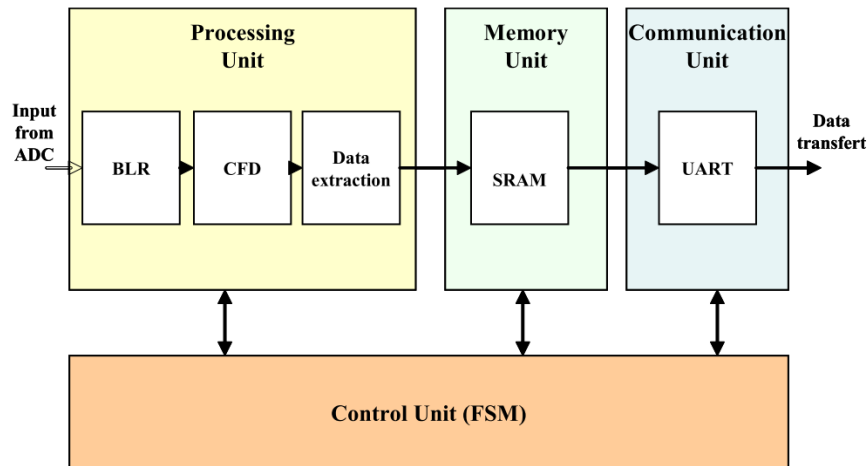 Processing
Unit
Memory
Unit
Communication
Unit
Input
from
ADC
BLR
CFD
Data
extraction
SRAM
UART
Data
transfert
Control Unit (FSM)